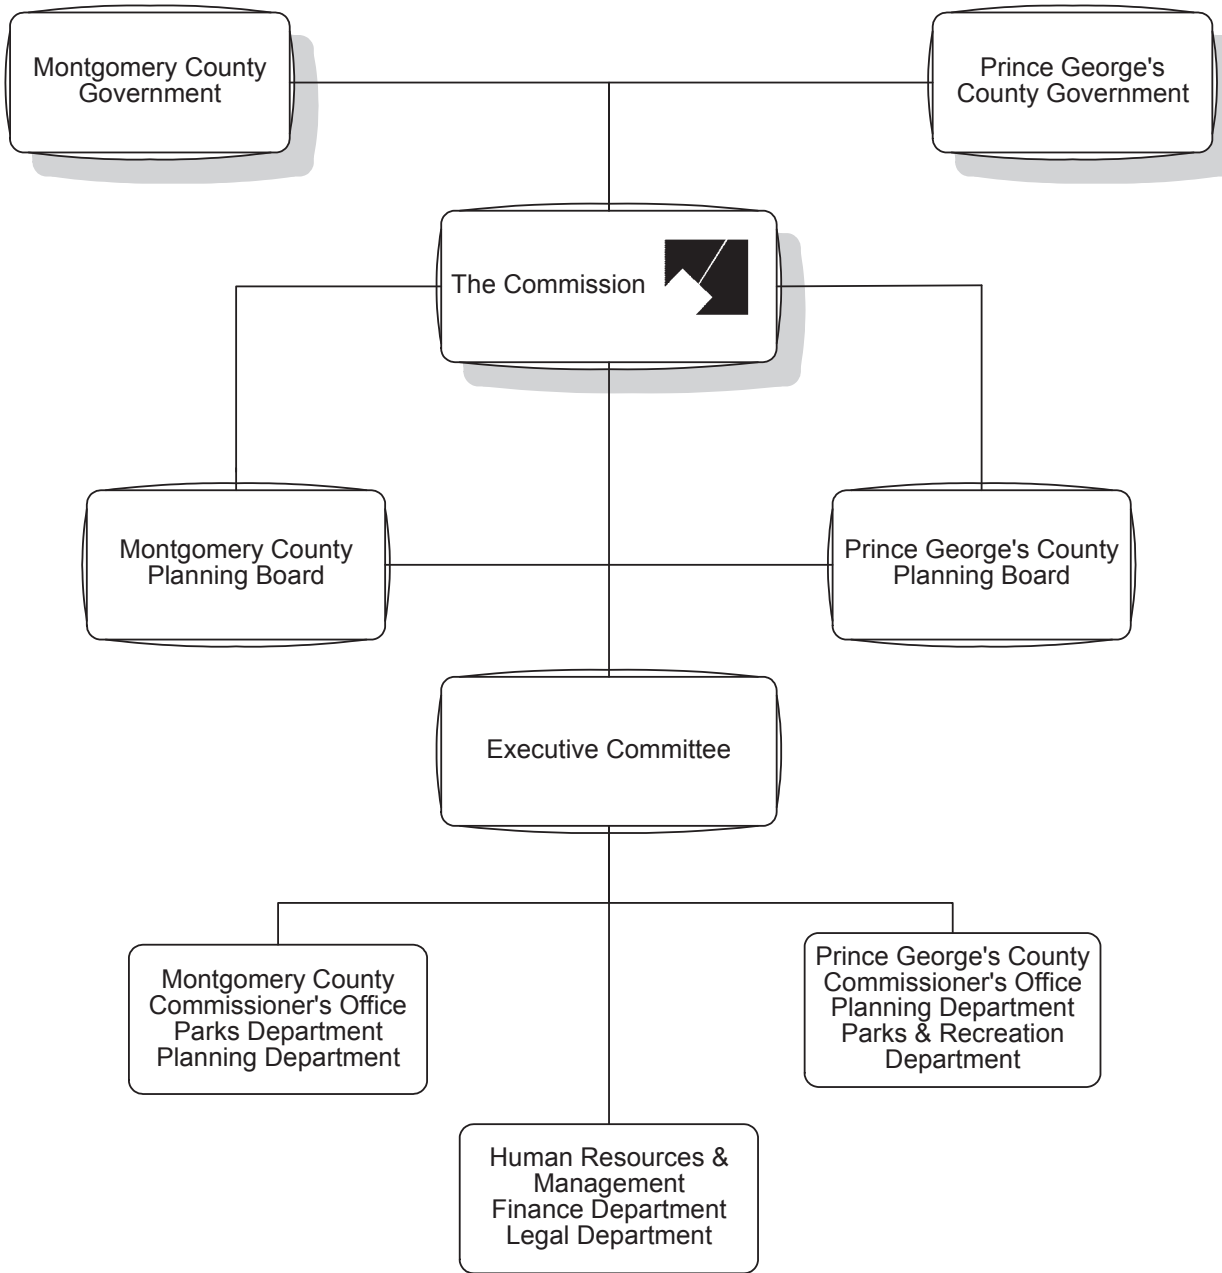 Montgomery County
Government
Prince George's
County Government
The Commission
Montgomery County
Planning Board
Prince George's County
Planning Board
Executive Committee
Montgomery County
Commissioner's Office
Parks Department
Planning Department
Prince George's County
Commissioner's Office
Planning Department
Parks & Recreation
Department
Human Resources &
Management
Finance Department
Legal Department